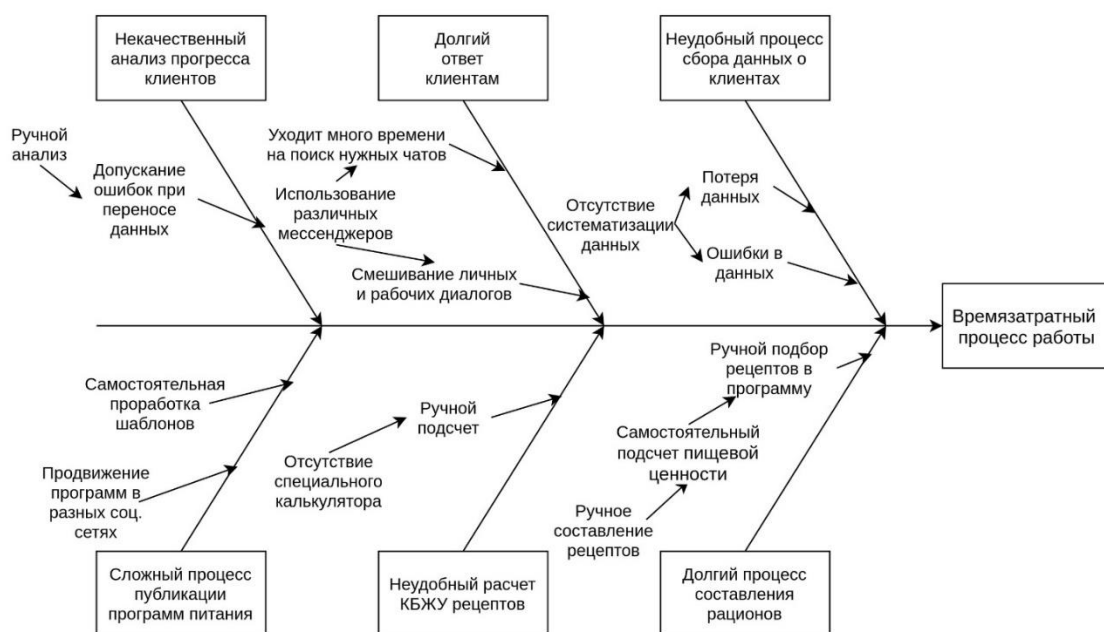 Некачественный
анализ прогресса
клиентов
Долгий
ответ
клиентам
Неудобный процесс
сбора данных о
клиентах
Ручной
анализ
Допускание
ошибок при
переносе
данных
Уходит много времени
на поиск нужных чатов
Использование
различных
мессенджеров
Смешивание личных
и рабочих диалогов
Отсутствие
систематизации
данных
Потеря
данных
Ошибки в
данных
Времязатратный
процесс работы
Самостоятельная
проработка
шаблонов
Продвижение
программ в
разных соц.
сетях
Ручной
подсчет
Отсутствие
специального
калькулятора
Ручной подбор
рецептов в
программу
Самостоятельный
подсчет пищевой
ценности
Ручное
составление
рецептов
Сложный процесс
публикации
программ питания
Неудобный расчет
КБЖУ рецептов
Долгий процесс
составления
рационов